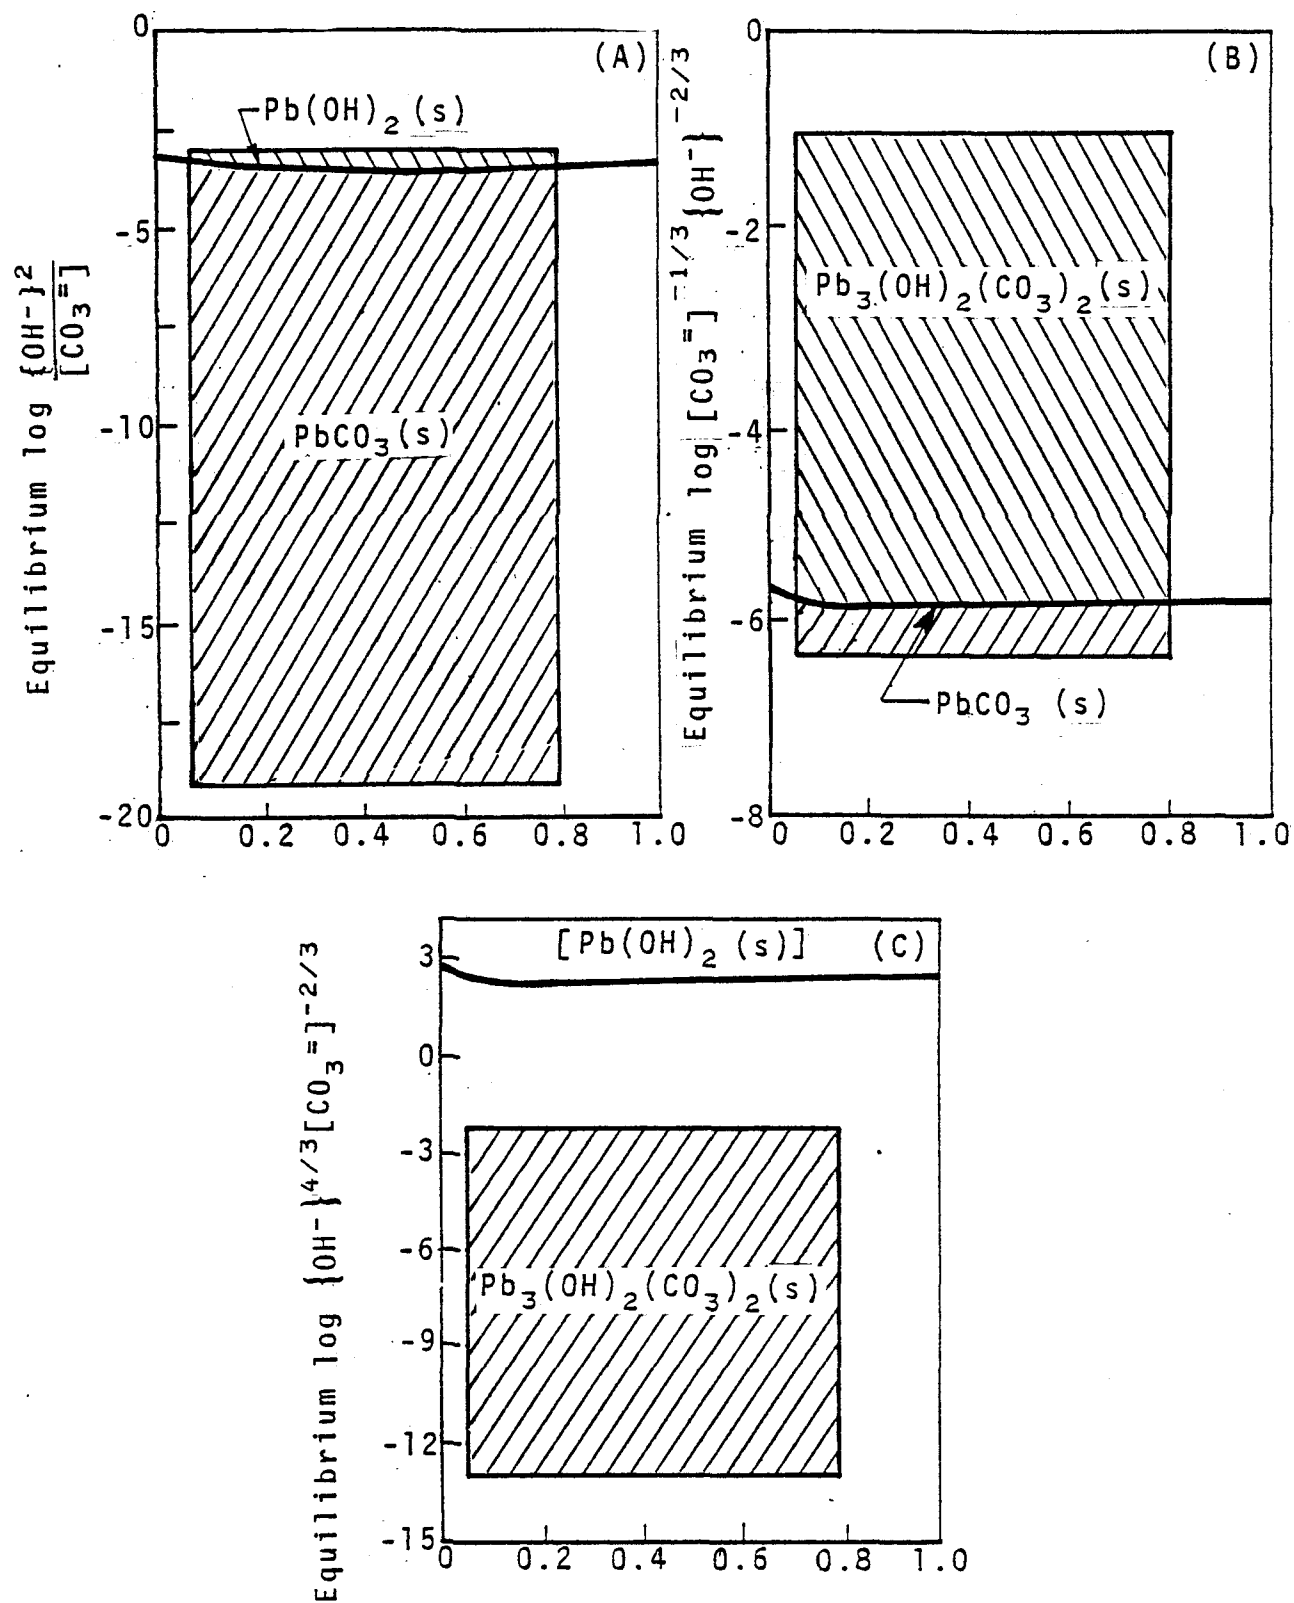 (A)
Equilibrium log {OH-}²
[CO₃=]
0
-5
-10
-15
-20
Pb(OH)₂ (s)
PbCO₃(s)
0 0.2 0.4 0.6 0.8 1.0
(B)
Equilibrium log [CO₃=]-1/3{OH-}-2/3
0
-2
-4
-6
-8
Pb₃(OH)₂(CO₃)₂(s)
PbCO₃ (s)
0 0.2 0.4 0.6 0.8 1.0
[Pb(OH)₂ (s)] (C)
Equilibrium log {OH-}4/3[CO₃=]-2/3
3
0
-3
-6
-9
-12
-15
Pb₃(OH)₂(CO₃)₂(s)
0 0.2 0.4 0.6 0.8 1.0